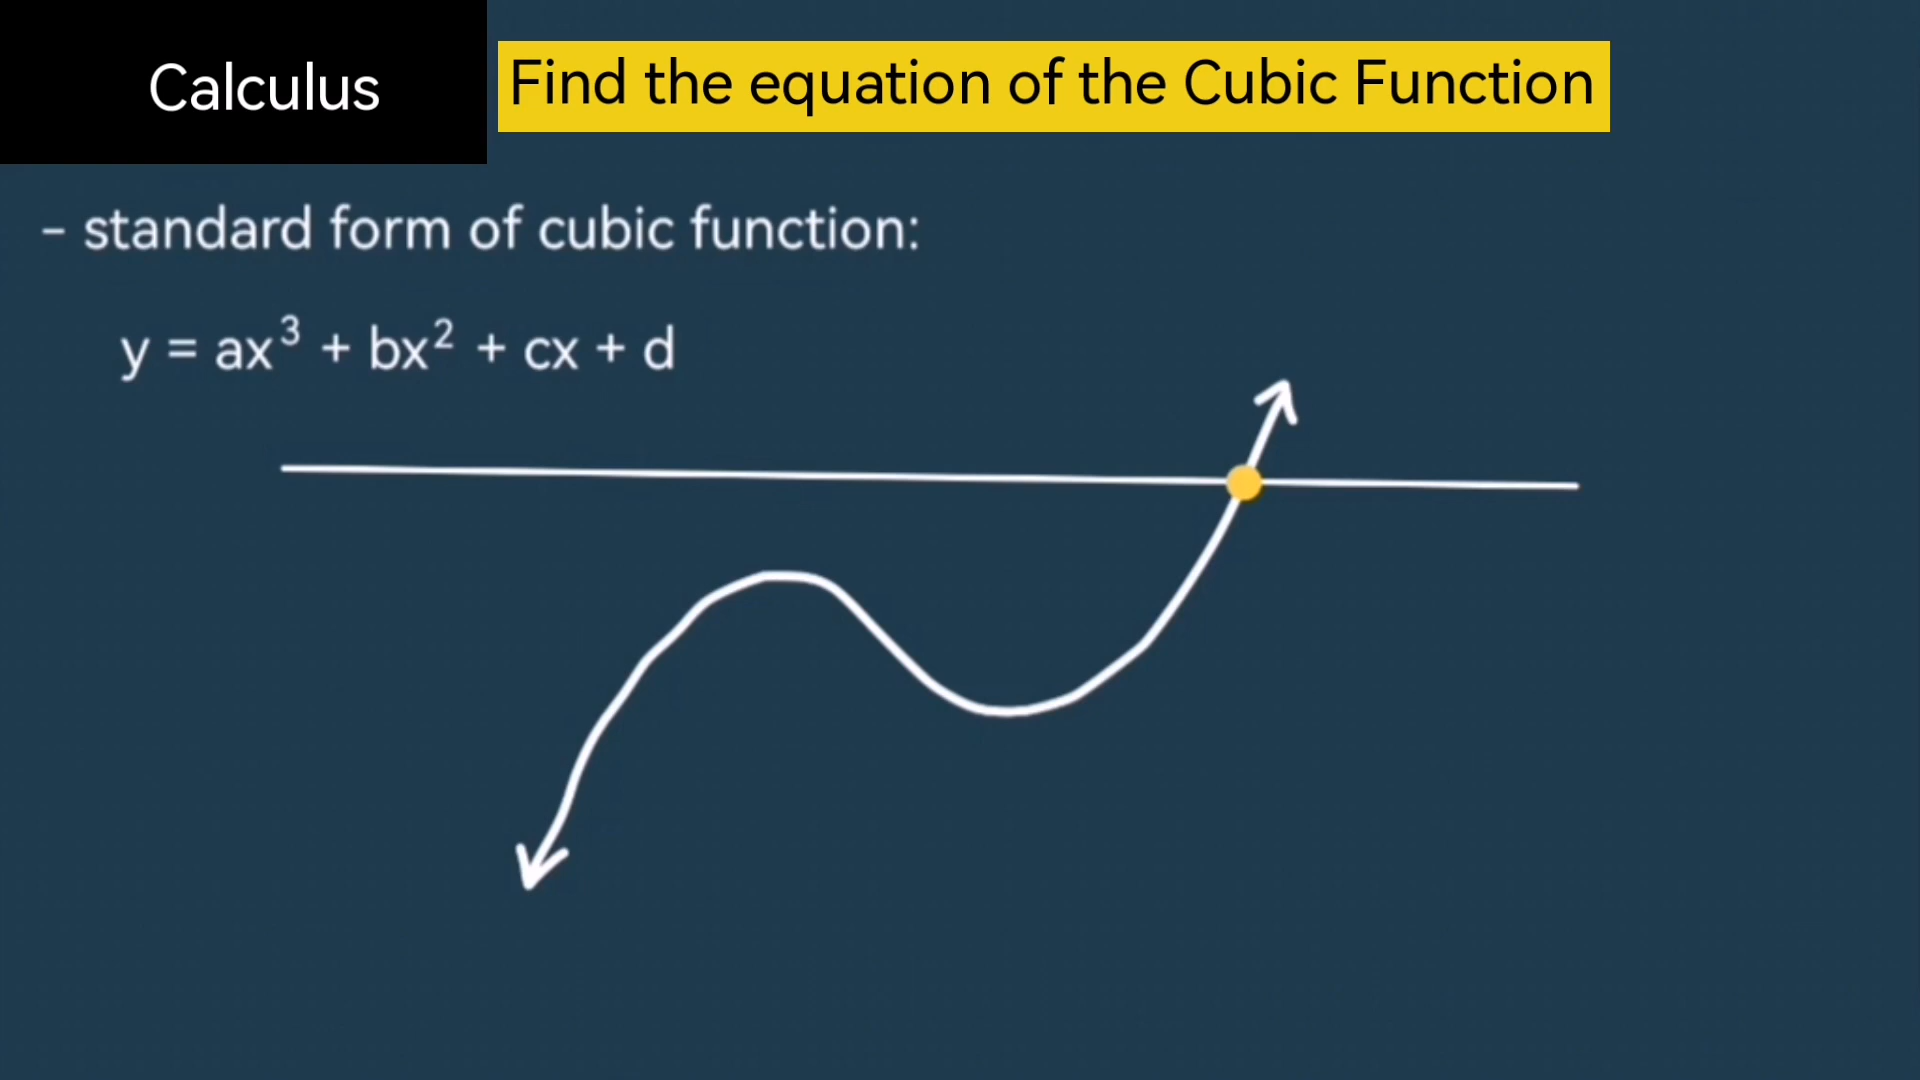 Calculus
Find the equation of the Cubic Function
- standard form of cubic function:
y = ax³ + bx² + cx + d